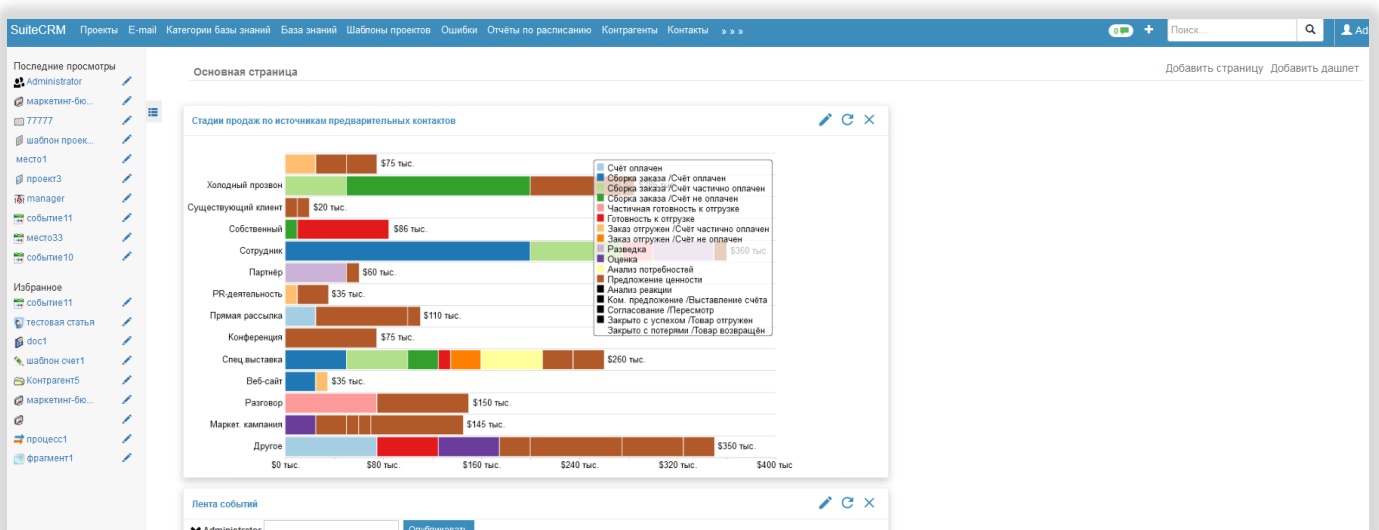 SuiteCRM Проекты E-mail Категории базы знаний База знаний Шаблоны проектов Ошибки Отчёты по расписанию Контрагенты Контакты » » » 0 + Поиск... Ad
Последние просмотры
Administrator
маркетинг-бю...
77777
шаблон проек...
место1
проект3
manager
событие11
место33
событие10
Избранное
событие11
тестовая статья
doc1
шаблон счет1
Контрагент5
маркетинг-бю...
процесс1
фрагмент1
Основная страница
Добавить страницу Добавить дашлет
Стадии продаж по источникам предварительных контактов
$75 тыс.
Холодный прозвон
Существующий клиент $20 тыс.
Собственный $86 тыс.
Сотрудник $360 тыс.
Партнёр $60 тыс.
PR-деятельность $35 тыс.
Прямая рассылка $110 тыс.
Конференция $75 тыс.
Спец.выставка $260 тыс.
Веб-сайт $35 тыс.
Разговор $150 тыс.
Маркет. кампания $145 тыс.
Другое $350 тыс.
$0 тыс. $80 тыс. $160 тыс. $240 тыс. $320 тыс. $400 тыс
Счёт оплачен
Сборка заказа /Счёт оплачен
Сборка заказа /Счёт частично оплачен
Сборка заказа /Счёт не оплачен
Частичная готовность к отгрузке
Готовность к отгрузке
Заказ отгружен /Счёт частично оплачен
Заказ отгружен /Счёт не оплачен
Разведка
Оценка
Анализ потребностей
Предложение ценности
Анализ реакции
Ком. предложение /Выставление счёта
Согласование /Пересмотр
Закрыто с успехом /Товар отгружен
Закрыто с потерями /Товар возвращён
Лента событий
Administrator Опубликовать